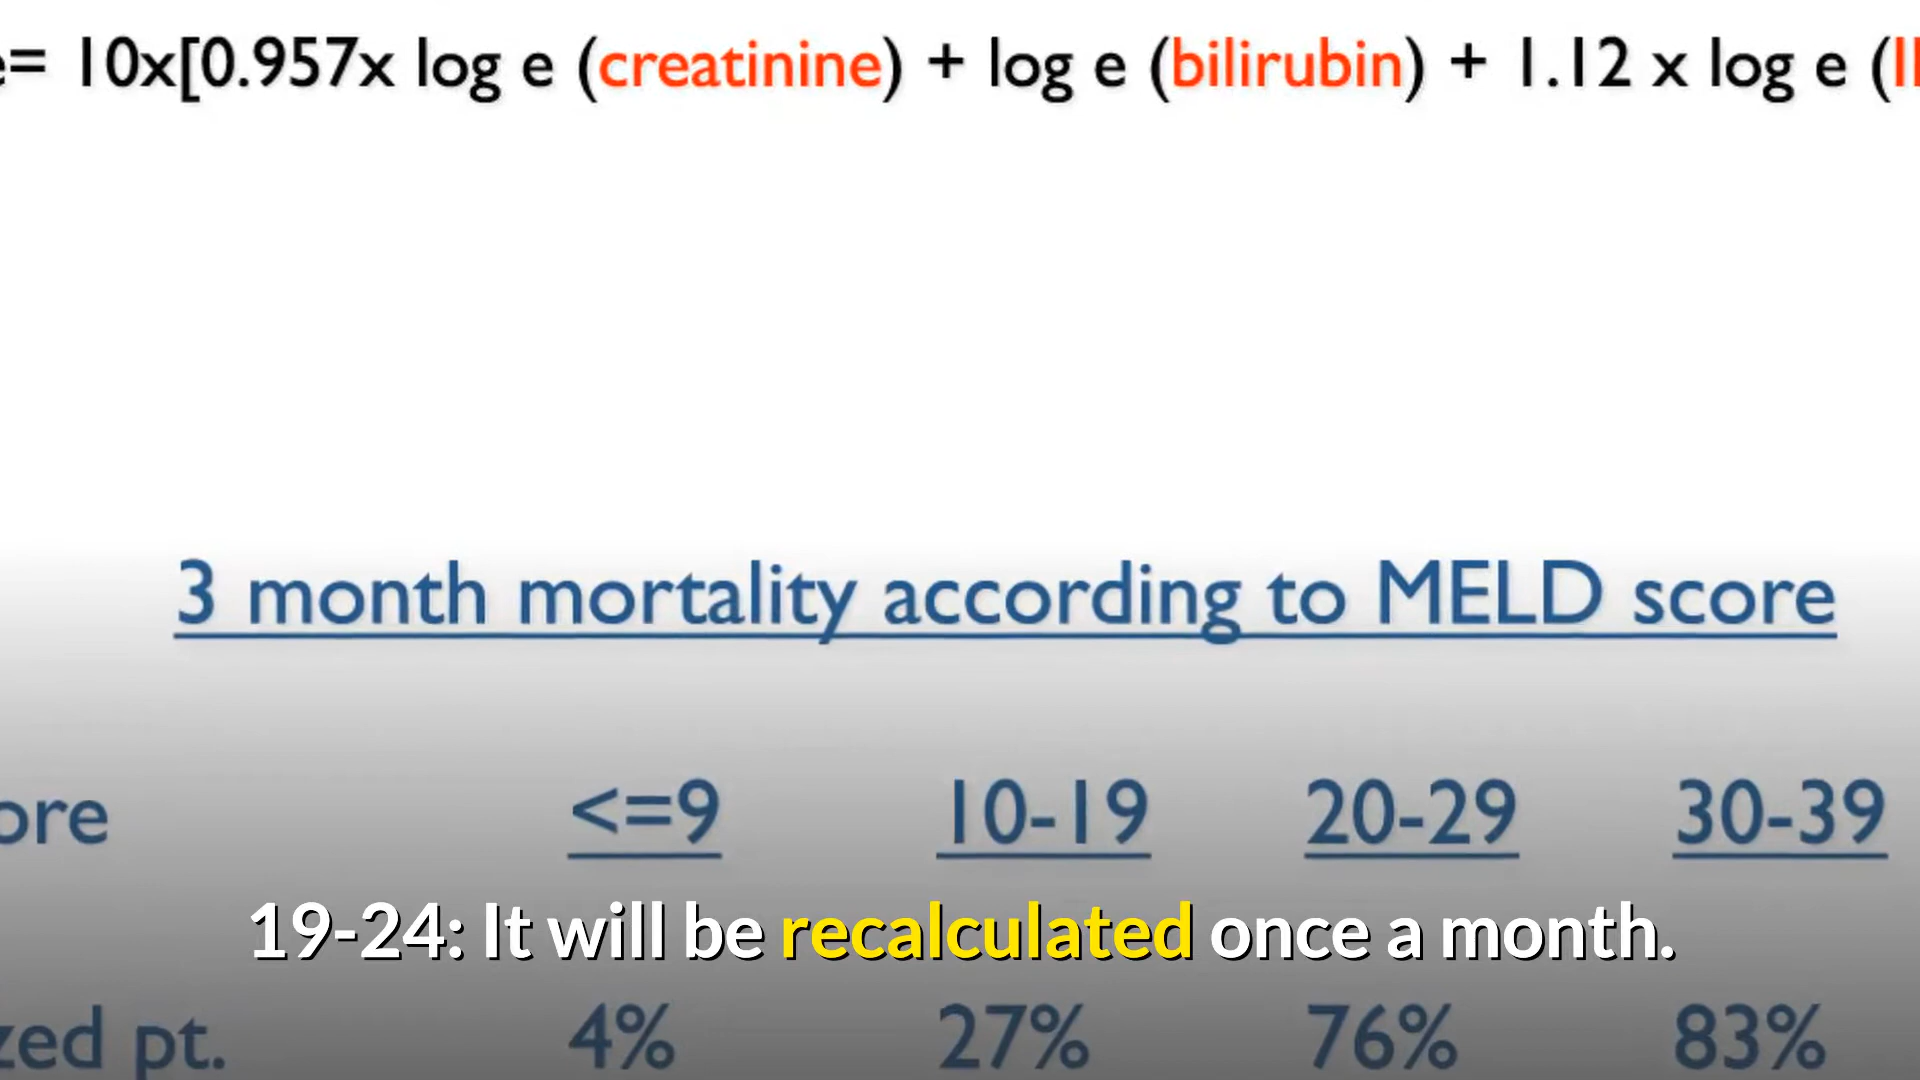 e= 10x[0.957x log e (creatinine) + log e (bilirubin) + 1.12 x log e (I
3 month mortality according to MELD score
ore <=9 10-19 20-29 30-39
19-24: It will be recalculated once a month.
zed pt. 4% 27% 76% 83%